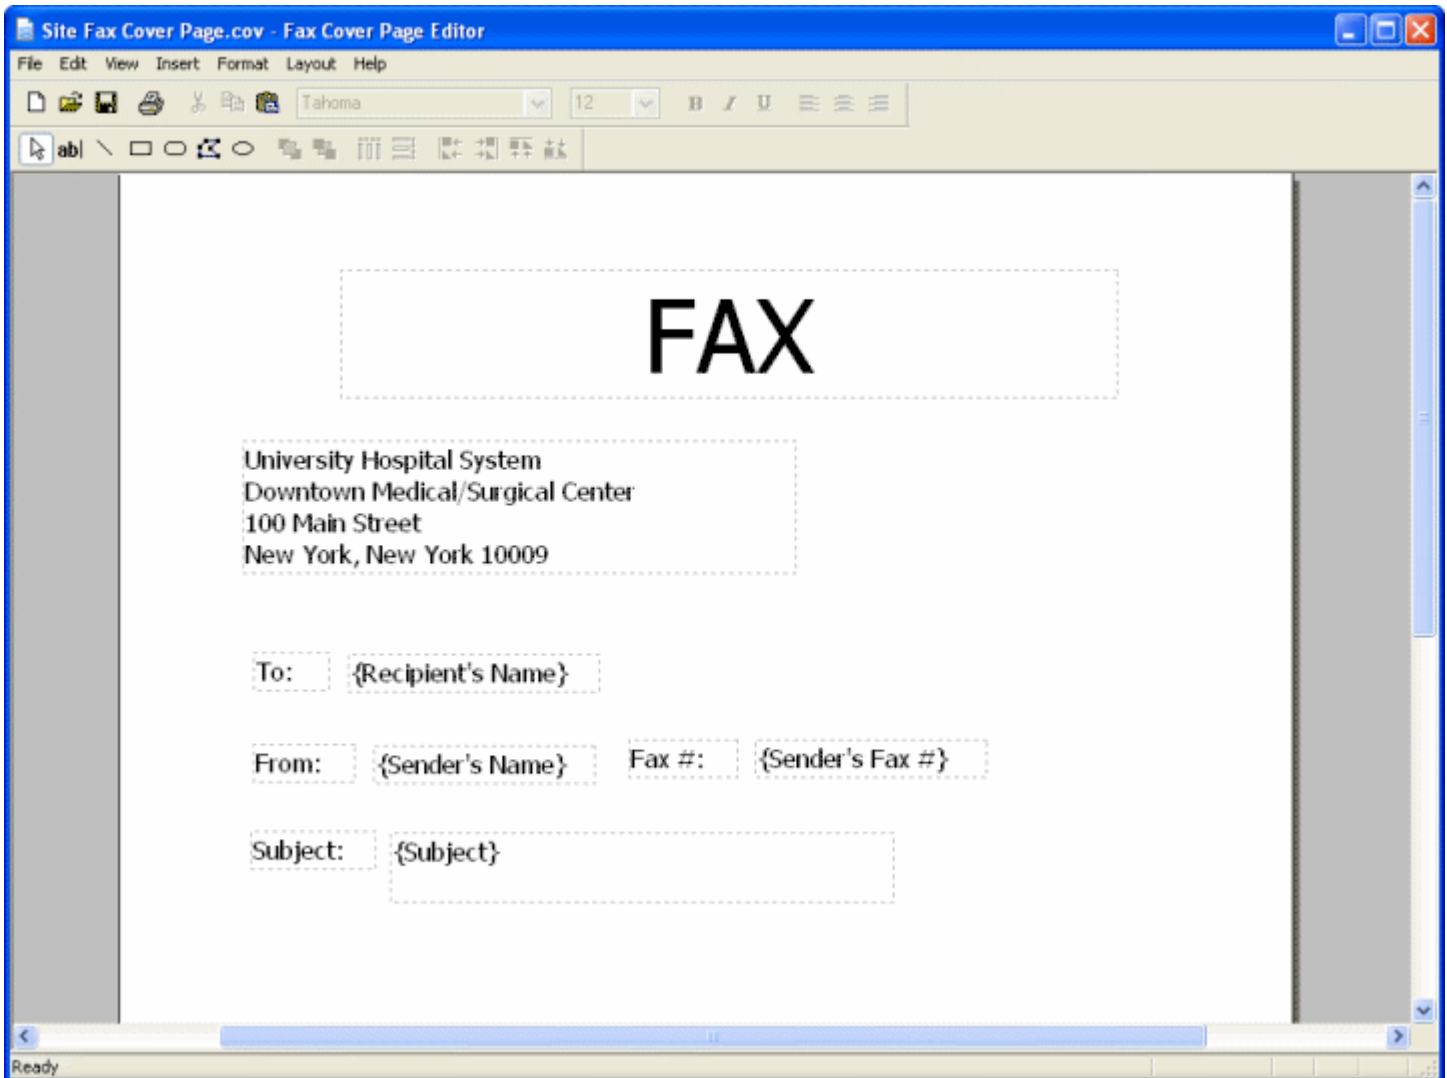 Site Fax Cover Page.cov - Fax Cover Page Editor
File Edit View Insert Format Layout Help
Tahoma 12 B I U
ab|
FAX
University Hospital System
Downtown Medical/Surgical Center
100 Main Street
New York, New York 10009
To: {Recipient's Name}
From: {Sender's Name} Fax #: {Sender's Fax #}
Subject: {Subject}
Ready